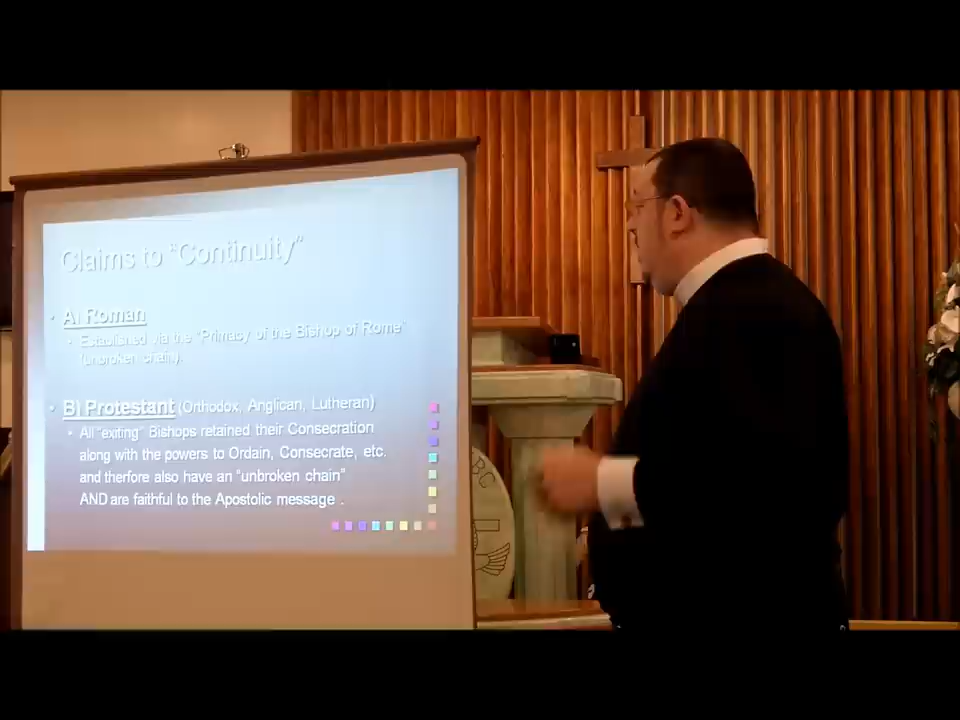 Claims to “Continuity”
• A) Roman
• Established via the “Primacy of the Bishop of Rome”
(unbroken chain).
• B) Protestant (Orthodox, Anglican, Lutheran)
• All “exiting” Bishops retained their Consecration
along with the powers to Ordain, Consecrate, etc.
and therfore also have an “unbroken chain”
AND are faithful to the Apostolic message .